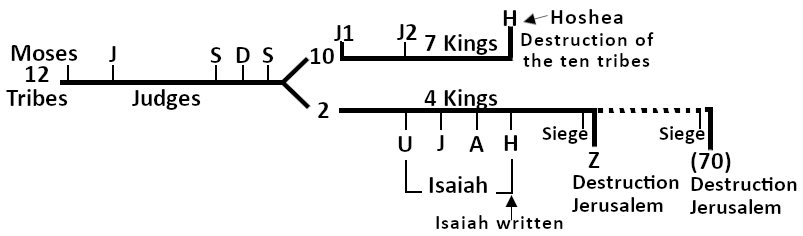 Moses J S D S
12
Tribes
Judges
10
J1 J2 H Hoshea
7 Kings
Destruction of
the ten tribes
2
4 Kings
U J A H
Isaiah
Isaiah written
Siege
Z
Destruction
Jerusalem
Siege
(70)
Destruction
Jerusalem